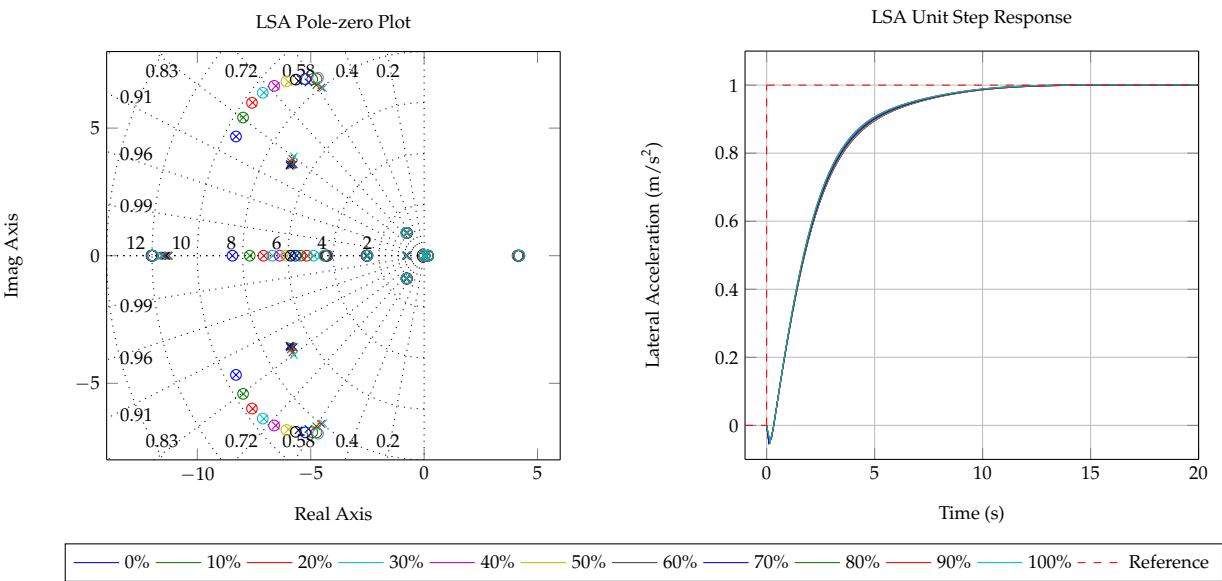 LSA Pole-zero Plot
0.83 0.72 0.58 0.4 0.2
0.91
0.96
0.99
12 10 8 6 4 2
0.99
0.96
0.91
0.83 0.72 0.58 0.4 0.2
5
0
−5
−10 −5 0 5
Real Axis
Imag Axis
LSA Unit Step Response
1
0.8
0.6
0.4
0.2
0
0 5 10 15 20
Time (s)
Lateral Acceleration (m/s²)
0% 10% 20% 30% 40% 50% 60% 70% 80% 90% 100% Reference